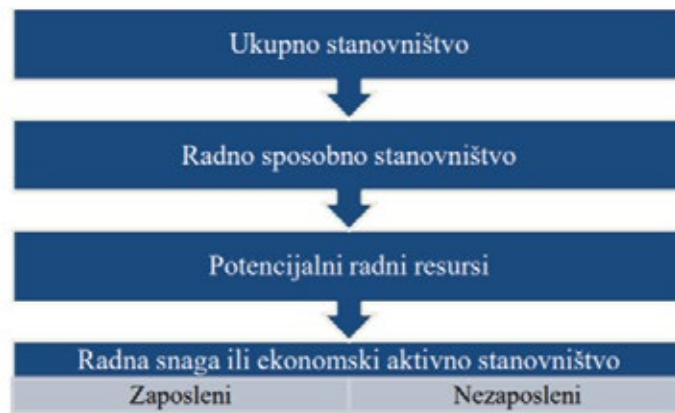 Ukupno stanovništvo
Radno sposobno stanovništvo
Potencijalni radni resursi
Radna snaga ili ekonomski aktivno stanovništvo
Zaposleni
Nezaposleni